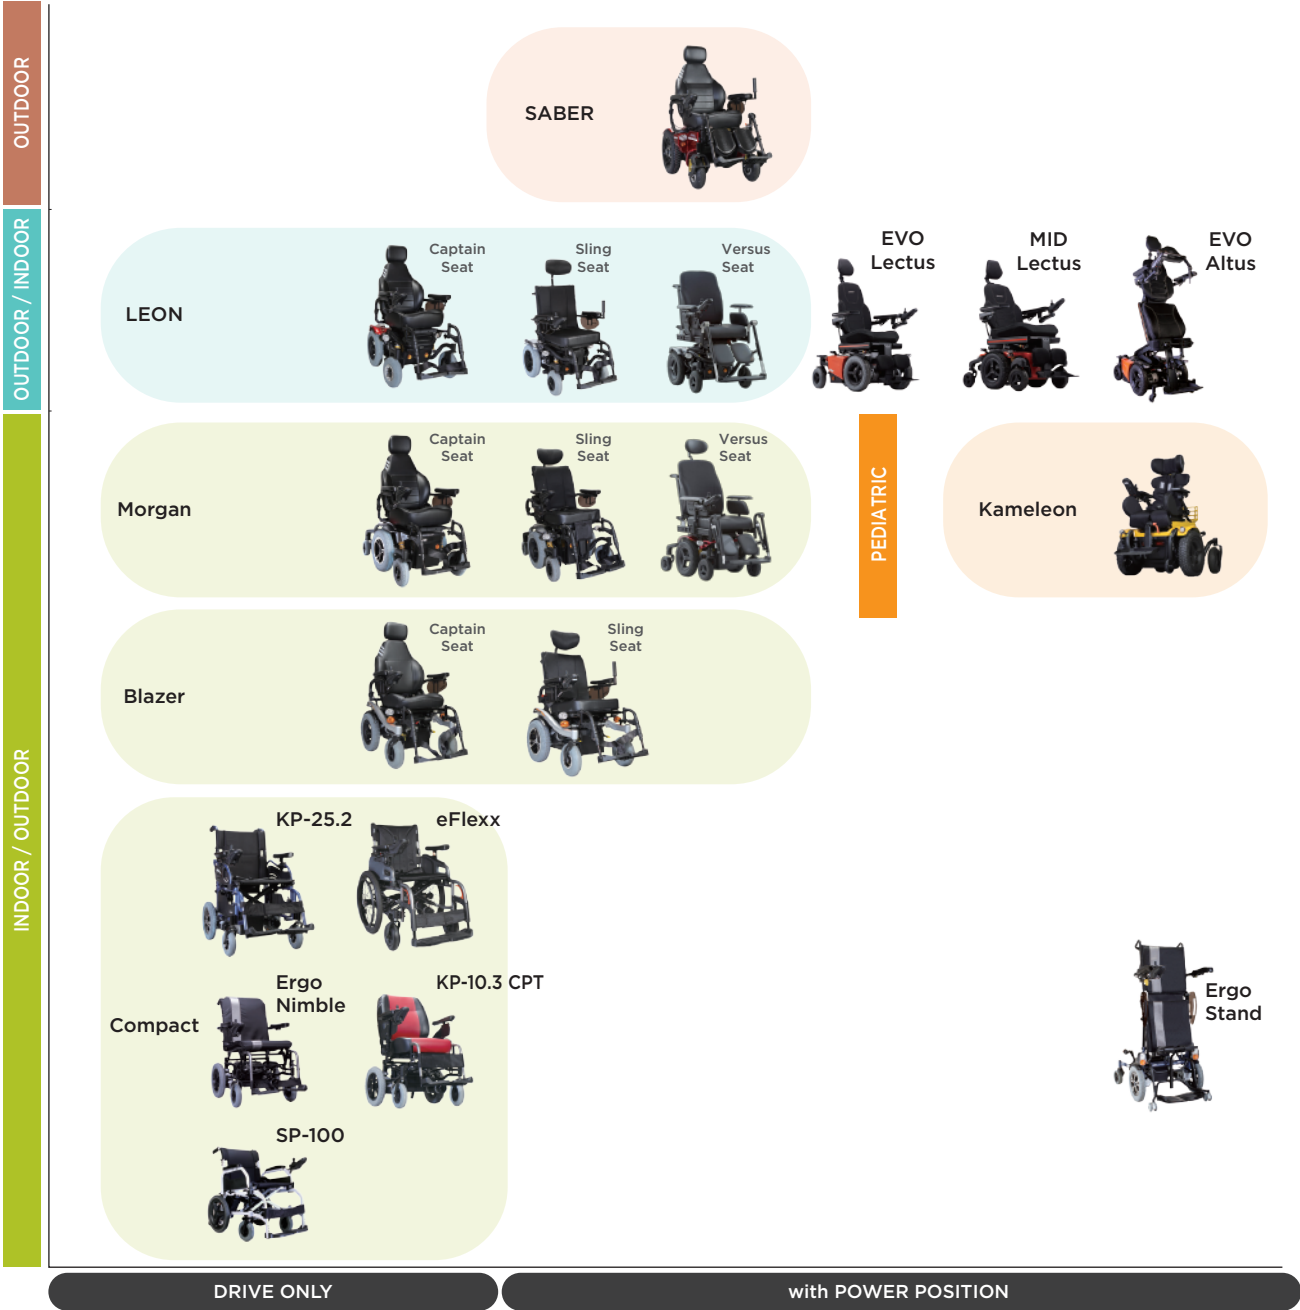 OUTDOOR
SABER
OUTDOOR / INDOOR
LEON
Captain
Seat
Sling
Seat
Versus
Seat
EVO
Lectus
MID
Lectus
EVO
Altus
INDOOR / OUTDOOR
Morgan
Captain
Seat
Sling
Seat
Versus
Seat
PEDIATRIC
Kameleon
Blazer
Captain
Seat
Sling
Seat
Compact
KP-25.2
eFlexx
Ergo
Nimble
KP-10.3 CPT
SP-100
Ergo
Stand
DRIVE ONLY
with POWER POSITION